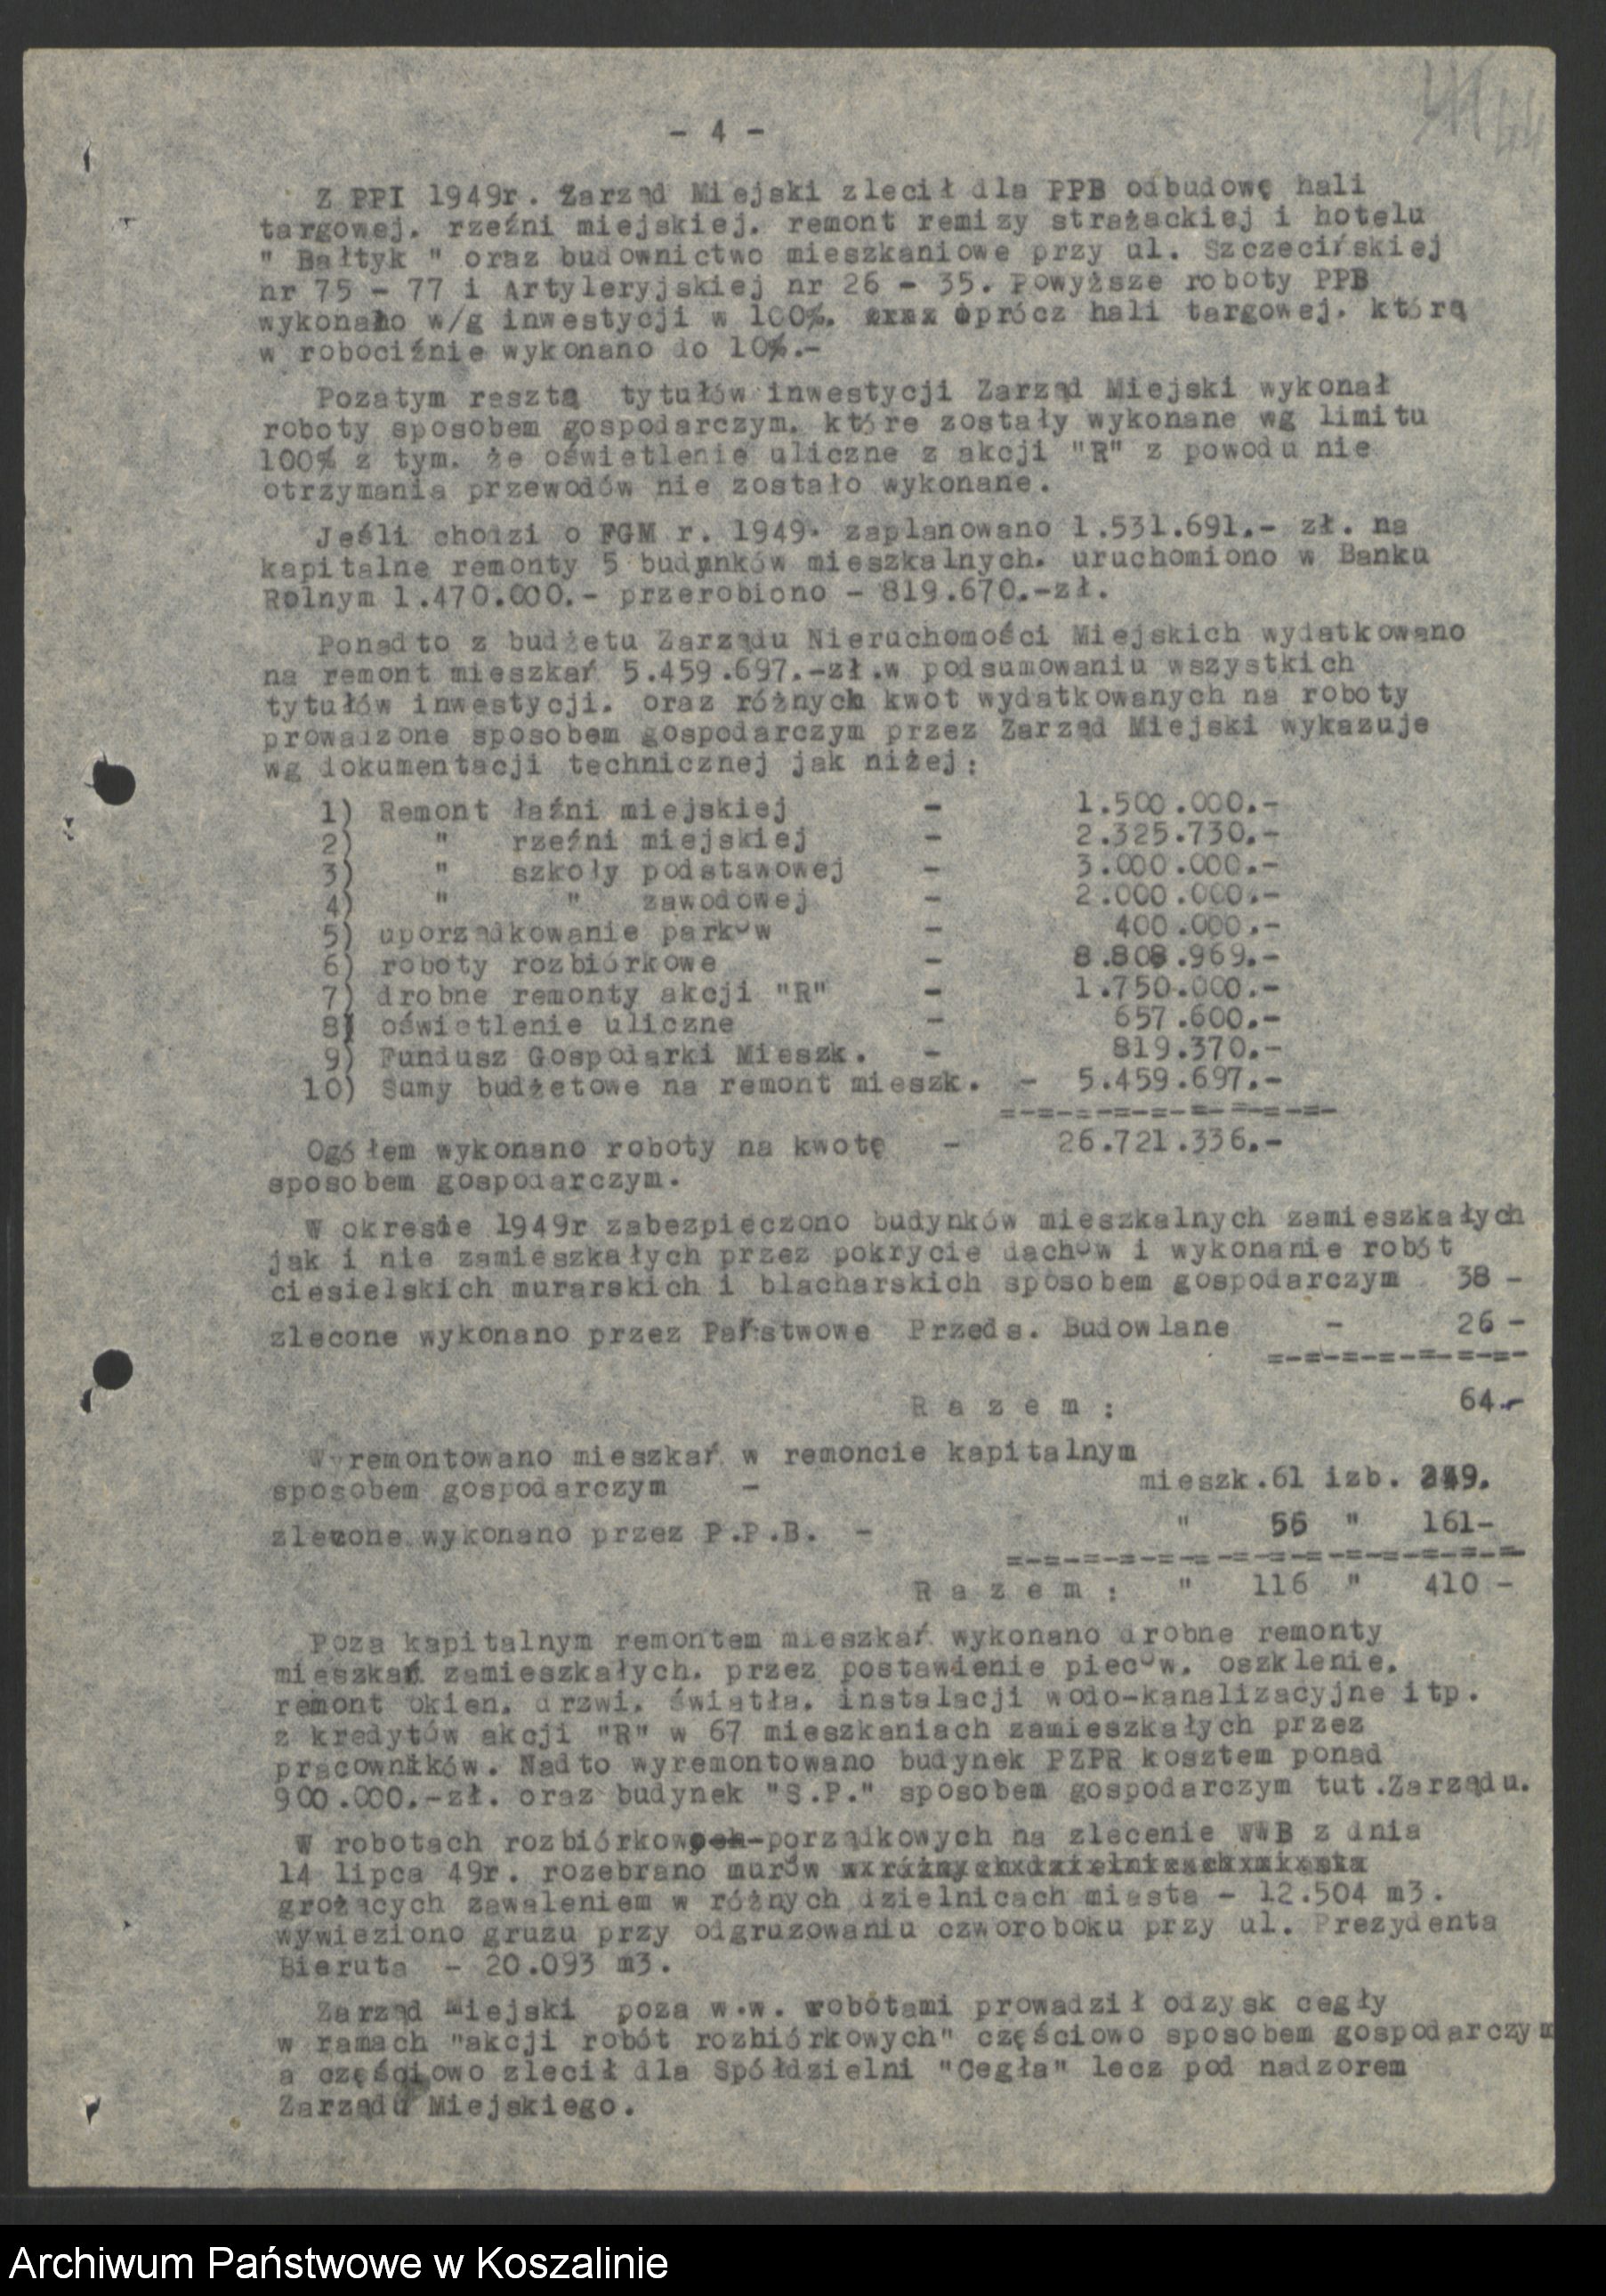 - 4 -
Z PPI 1949r. Zarząd Miejski zlecił dla PPB odbudowę hali
targowej. rzeźni miejskiej. remont remizy strażackiej i hotelu
" Bałtyk " oraz budownictwo mieszkaniowe przy ul. Szczecińskiej
nr 75 - 77 i Artyleryjskiej nr 26 - 35. Powyższe roboty PPB
wykonano w/g inwestycji w 100%. oprócz hali targowej. którą
w robociźnie wykonano do 10%.-
Pozatym resztą tytułów inwestycji Zarząd Miejski wykonał
roboty sposobem gospodarczym. które zostały wykonane wg limitu
100% z tym. że oświetlenie uliczne z akcji "R" z powodu nie
otrzymania przewodów nie zostało wykonane.
Jeśli chodzi o FGM r. 1949. zaplanowano 1.531.691.- zł. na
kapitalne remonty 5 budynków mieszkalnych. uruchomiono w Banku
Rolnym 1.470.000.- przerobiono - 819.670.-zł.
Ponadto z budżetu Zarządu Nieruchomości Miejskich wydatkowano
na remont mieszkań 5.459.697.-zł.w podsumowaniu wszystkich
tytułów inwestycji. oraz różnych kwot wydatkowanych na roboty
prowadzone sposobem gospodarczym przez Zarząd Miejski wykazuje
wg dokumentacji technicznej jak niżej:
1) Remont łaźni miejskiej - 1.500.000.-
2) " rzeźni miejskiej - 2.325.730.-
3) " szkoły podstawowej - 3.000.000.-
4) " " zawodowej - 2.000.000.-
5) uporządkowanie parków - 400.000.-
6) roboty rozbiórkowe - 8.808.969.-
7) drobne remonty akcji "R" - 1.750.000.-
8) oświetlenie uliczne - 657.600.-
9) Fundusz Gospodarki Mieszk. - 819.370.-
10) Sumy budżetowe na remont mieszk. - 5.459.697.-
=-=-=-=-=-=-=-=-=-
Ogółem wykonano roboty na kwotę - 26.721.336.-
sposobem gospodarczym.
W okresie 1949r zabezpieczono budynków mieszkalnych zamieszkałych
jak i nie zamieszkałych przez pokrycie dachów i wykonanie robót
ciesielskich murarskich i blacharskich sposobem gospodarczym 38 -
zlecone wykonano przez Państwowe Przeds. Budowlane - 26 -
=-=-=-=-=-=-=-
R a z e m : 64.-
Wyremontowano mieszkań w remoncie kapitalnym
sposobem gospodarczym - mieszk.61 izb. 249.
zlecone wykonano przez P.P.B. - " 55 " 161-
=-=-=-=-=-=-=-=-=-=-=-=-=-=
R a z e m : " 116 " 410 -
Poza kapitalnym remontem mieszkań wykonano drobne remonty
mieszkań zamieszkałych. przez postawienie pieców. oszklenie.
remont okien. drzwi. światła. instalacji wodo-kanalizacyjne itp.
z kredytów akcji "R" w 67 mieszkaniach zamieszkałych przez
pracowników. Nadto wyremontowano budynek PZPR kosztem ponad
900.000.-zł. oraz budynek "S.P." sposobem gospodarczym tut.Zarządu.
W robotach rozbiórkowo-porządkowych na zlecenie WWB z dnia
14 lipca 49r. rozebrano murów w różnych dzielnicach miasta
grożących zawaleniem w różnych dzielnicach miasta - 12.504 m3.
wywieziono gruzu przy odgruzowaniu czworoboku przy ul. Prezydenta
Bieruta - 20.093 m3.
Zarząd Miejski poza w.w. robotami prowadził odzysk cegły
w ramach "akcji robót rozbiórkowych" częściowo sposobem gospodarczym
a częściowo zlecił dla Spółdzielni "Cegła" lecz pod nadzorem
Zarządu Miejskiego.
Archiwum Państwowe w Koszalinie